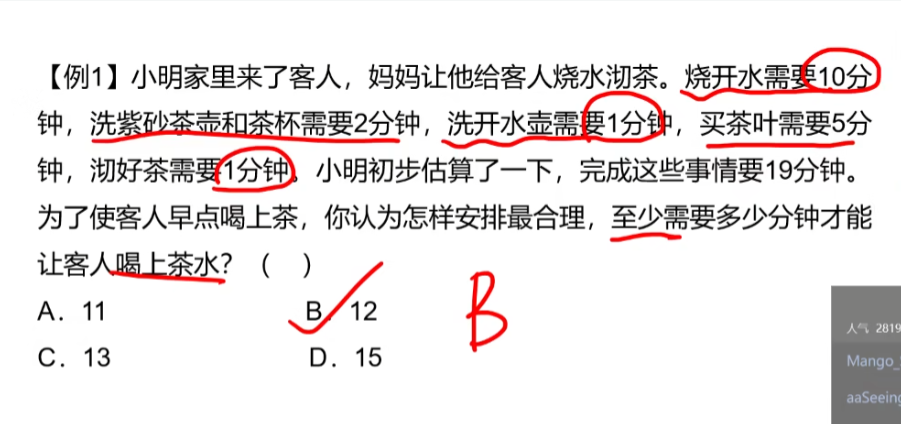 【例1】小明家里来了客人，妈妈让他给客人烧水沏茶。烧开水需要10分
钟，洗紫砂茶壶和茶杯需要2分钟，洗开水壶需要1分钟，买茶叶需要5分
钟，沏好茶需要1分钟。小明初步估算了一下，完成这些事情要19分钟。
为了使客人早点喝上茶，你认为怎样安排最合理，至少需要多少分钟才能
让客人喝上茶水？（ ）
A．11
B．12
B
C．13
D．15
人气 2819
Mango_
aaSeeing